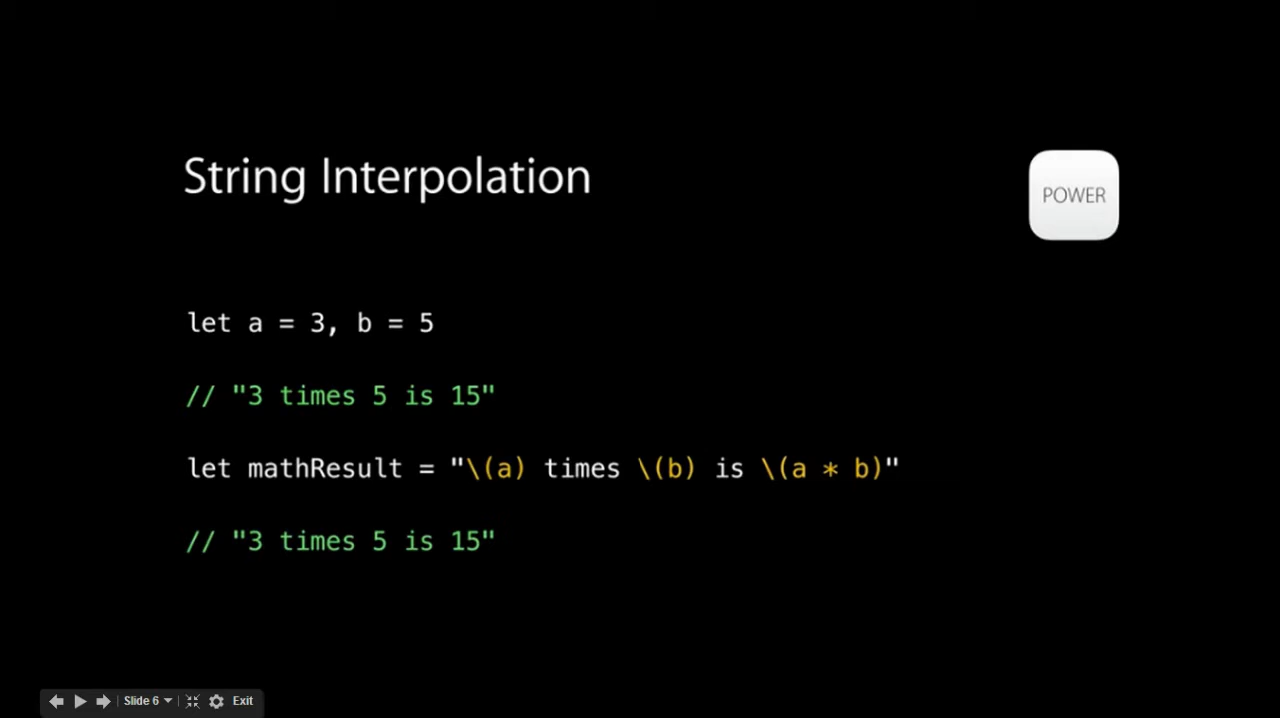 String Interpolation
POWER
let a = 3, b = 5
// "3 times 5 is 15"
let mathResult = "\(a) times \(b) is \(a * b)"
// "3 times 5 is 15"
Slide 6 Exit